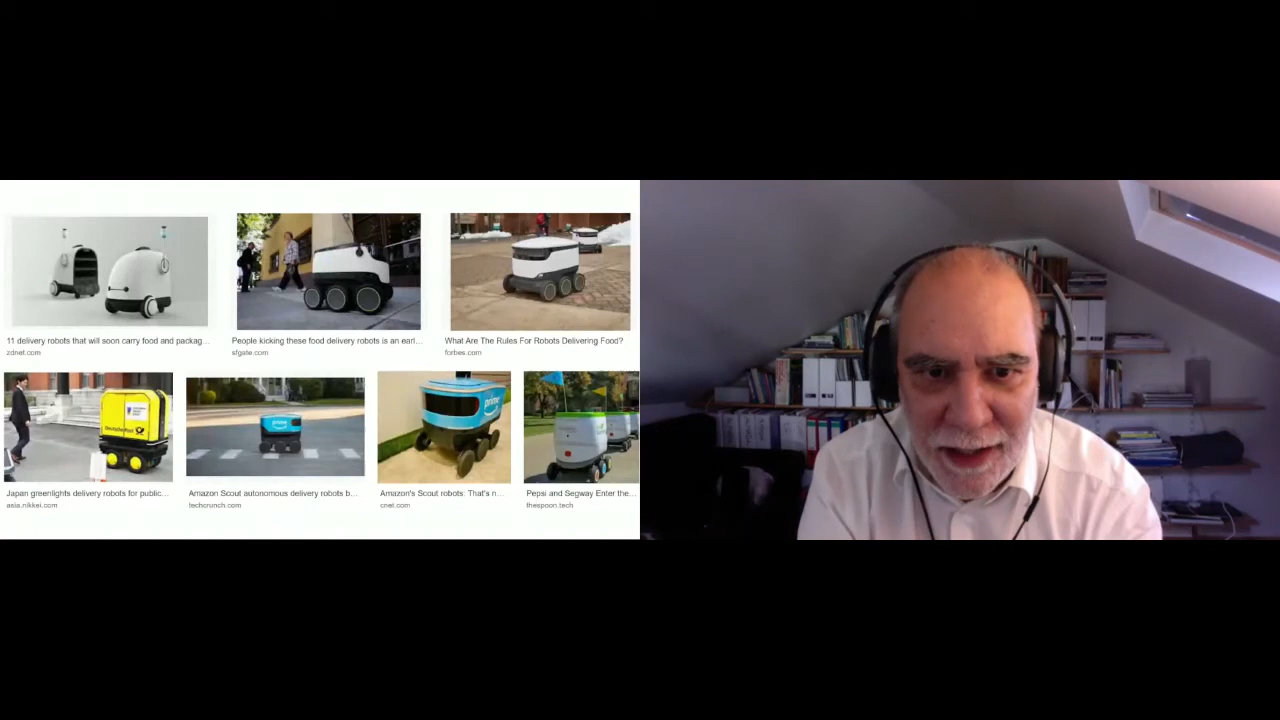 11 delivery robots that will soon carry food and packag...
zdnet.com
People kicking these food delivery robots is an earl...
sfgate.com
What Are The Rules For Robots Delivering Food?
forbes.com
DeutschePost
prime
prime
Japan greenlights delivery robots for public...
asia.nikkei.com
Amazon Scout autonomous delivery robots b...
techcrunch.com
Amazon's Scout robots: That's n...
cnet.com
Pepsi and Segway Enter the...
thespoon.tech